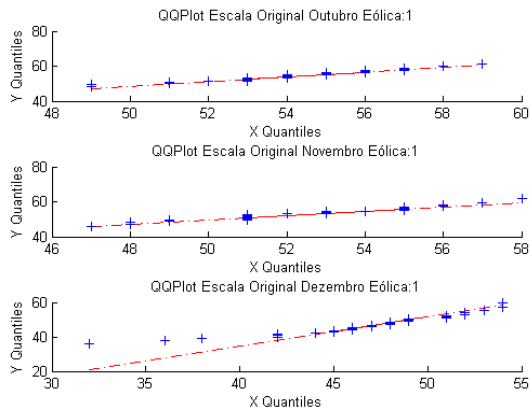 QQPlot Escala Original Outubro Eólica:1
80
60
40
Y Quantiles
48 50 52 54 56 58 60
X Quantiles
QQPlot Escala Original Novembro Eólica:1
80
60
40
Y Quantiles
46 48 50 52 54 56 58
X Quantiles
QQPlot Escala Original Dezembro Eólica:1
60
40
20
Y Quantiles
30 35 40 45 50 55
X Quantiles